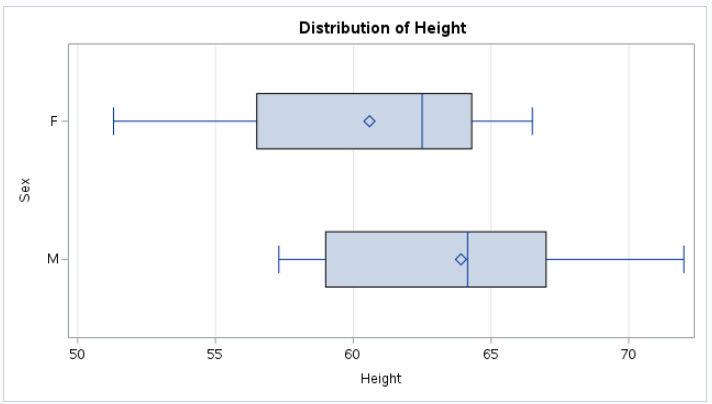 Distribution of Height
F
Sex
M
50 55 60 65 70
Height